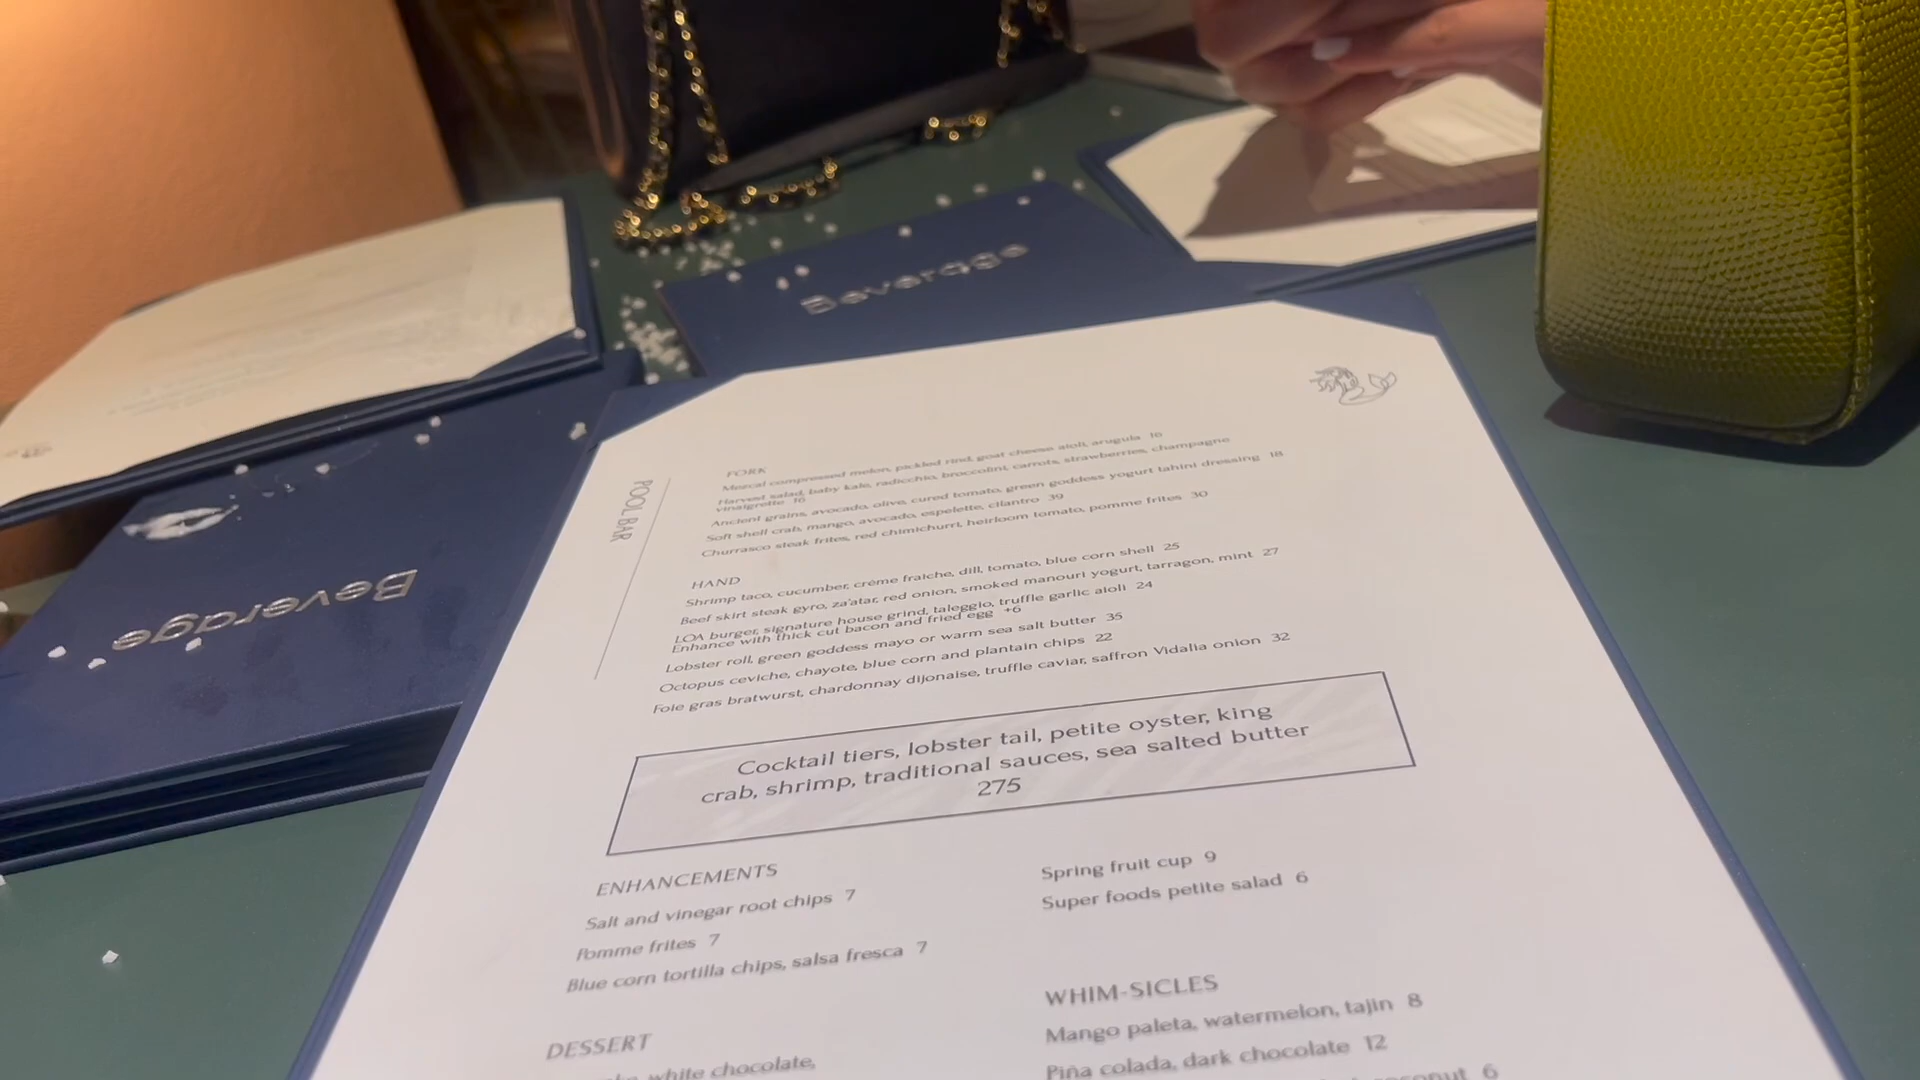 Beverage
Beverage
POOL BAR
FORK
Mezcal compressed melon, pickled rind, goat cheese aioli, arugula 16
Harvest salad, baby kale, radicchio, broccolini, carrots, strawberries, champagne
vinaigrette 16
Ancient grains, avocado, olive, cured tomato, green goddess yogurt tahini dressing 18
Soft shell crab, mango, avocado, espelette, cilantro 39
Churrasco steak frites, red chimichurri, heirloom tomato, pomme frites 30
HAND
Shrimp taco, cucumber, crème fraiche, dill, tomato, blue corn shell 25
Beef skirt steak gyro, za'atar, red onion, smoked manouri yogurt, tarragon, mint 27
LOA burger, signature house grind, taleggio, truffle garlic aioli 24
Enhance with thick cut bacon and fried egg +6
Lobster roll, green goddess mayo or warm sea salt butter 35
Octopus ceviche, chayote, blue corn and plantain chips 22
Foie gras bratwurst, chardonnay dijonaise, truffle caviar, saffron Vidalia onion 32
Cocktail tiers, lobster tail, petite oyster, king
crab, shrimp, traditional sauces, sea salted butter
275
ENHANCEMENTS
Salt and vinegar root chips 7
Pomme frites 7
Blue corn tortilla chips, salsa fresca 7
Spring fruit cup 9
Super foods petite salad 6
DESSERT
white chocolate,
WHIM-SICLES
Mango paleta, watermelon, tajin 8
Pina colada, dark chocolate 12
6